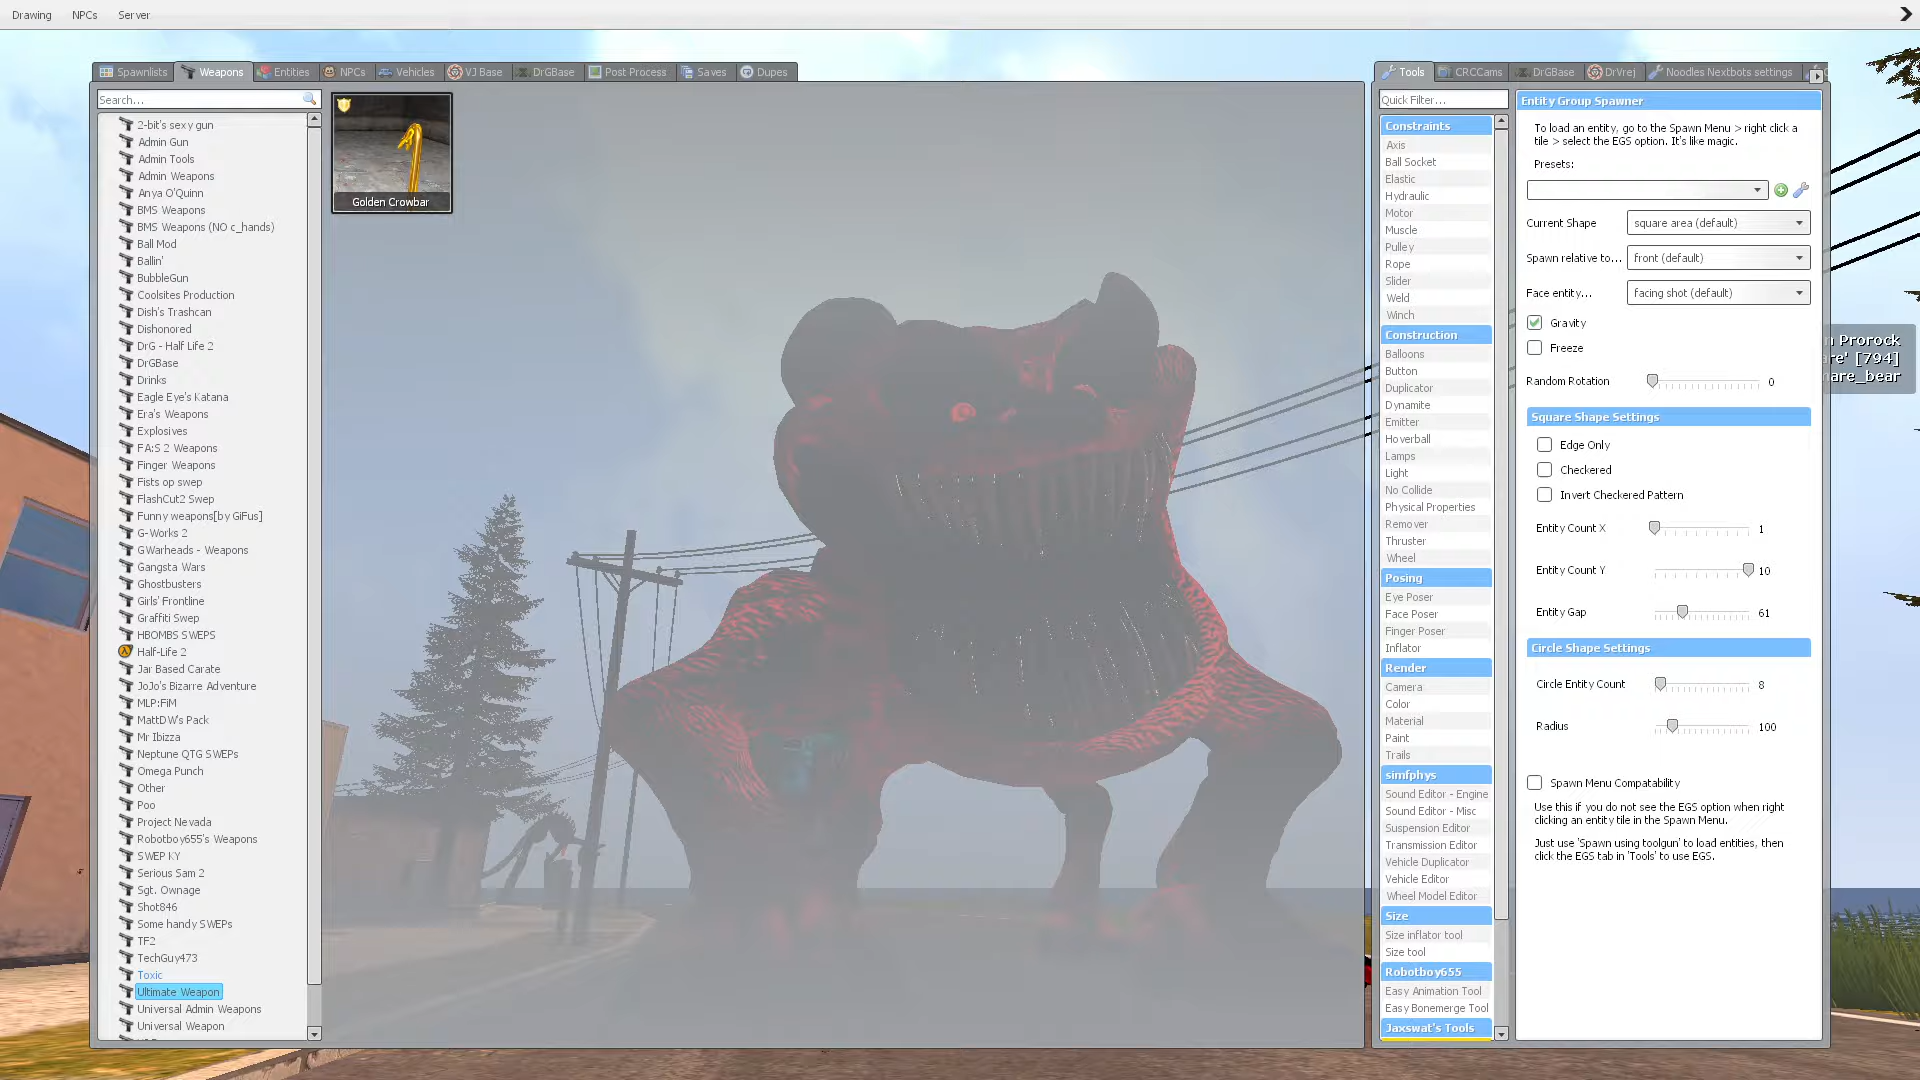 Drawing NPCs Server
Spawnlists Weapons Entities NPCs Vehicles VJ Base DrGBase Post Process Saves Dupes
Search...
2-bit's sexy gun
Admin Gun
Admin Tools
Admin Weapons
Anya O'Quinn
BMS Weapons
BMS Weapons (NO c_hands)
Ball Mod
Ballin'
BubbleGun
Coolsites Production
Dish's Trashcan
Dishonored
DrG - Half Life 2
DrGBase
Drinks
Eagle Eye's Katana
Era's Weapons
Explosives
FA:S 2 Weapons
Finger Weapons
Fists op swep
FlashCut2 Swep
Funny weapons[by GiFus]
G-Works 2
GWarheads - Weapons
Gangsta Wars
Ghostbusters
Girls' Frontline
Graffiti Swep
HBOMBS SWEPS
Half-Life 2
Jar Based Carate
JoJo's Bizarre Adventure
MLP:FiM
MattDW's Pack
Mr Ibizza
Neptune QTG SWEPs
Omega Punch
Other
Poo
Project Nevada
Robotboy655's Weapons
SWEP KY
Serious Sam 2
Sgt. Ownage
Shot846
Some handy SWEPs
TF2
TechGuy473
Toxic
Ultimate Weapon
Universal Admin Weapons
Universal Weapon
Golden Crowbar
Tools CRCCams DrGBase DrVrej Noodles Nextbots settings
Quick Filter...
Constraints
Axis
Ball Socket
Elastic
Hydraulic
Motor
Muscle
Pulley
Rope
Slider
Weld
Winch
Construction
Balloons
Button
Duplicator
Dynamite
Emitter
Hoverball
Lamps
Light
No Collide
Physical Properties
Remover
Thruster
Wheel
Posing
Eye Poser
Face Poser
Finger Poser
Inflator
Render
Camera
Color
Material
Paint
Trails
simfphys
Sound Editor - Engine
Sound Editor - Misc
Suspension Editor
Transmission Editor
Vehicle Duplicator
Vehicle Editor
Wheel Model Editor
Size
Size inflator tool
Size tool
Robotboy655
Easy Animation Tool
Easy Bonemerge Tool
Jaxswat's Tools
Entity Group Spawner
To load an entity, go to the Spawn Menu > right click a
tile > select the EGS option. It's like magic.
Presets:
Current Shape square area (default)
Spawn relative to... front (default)
Face entity... facing shot (default)
Gravity
Freeze
Random Rotation 0
Square Shape Settings
Edge Only
Checkered
Invert Checkered Pattern
Entity Count X 1
Entity Count Y 10
Entity Gap 61
Circle Shape Settings
Circle Entity Count 8
Radius 100
Spawn Menu Compatability
Use this if you do not see the EGS option when right
clicking an entity tile in the Spawn Menu.
Just use 'Spawn using toolgun' to load entities, then
click the EGS tab in 'Tools' to use EGS.
n Prorock
are' [794]
mare_bear